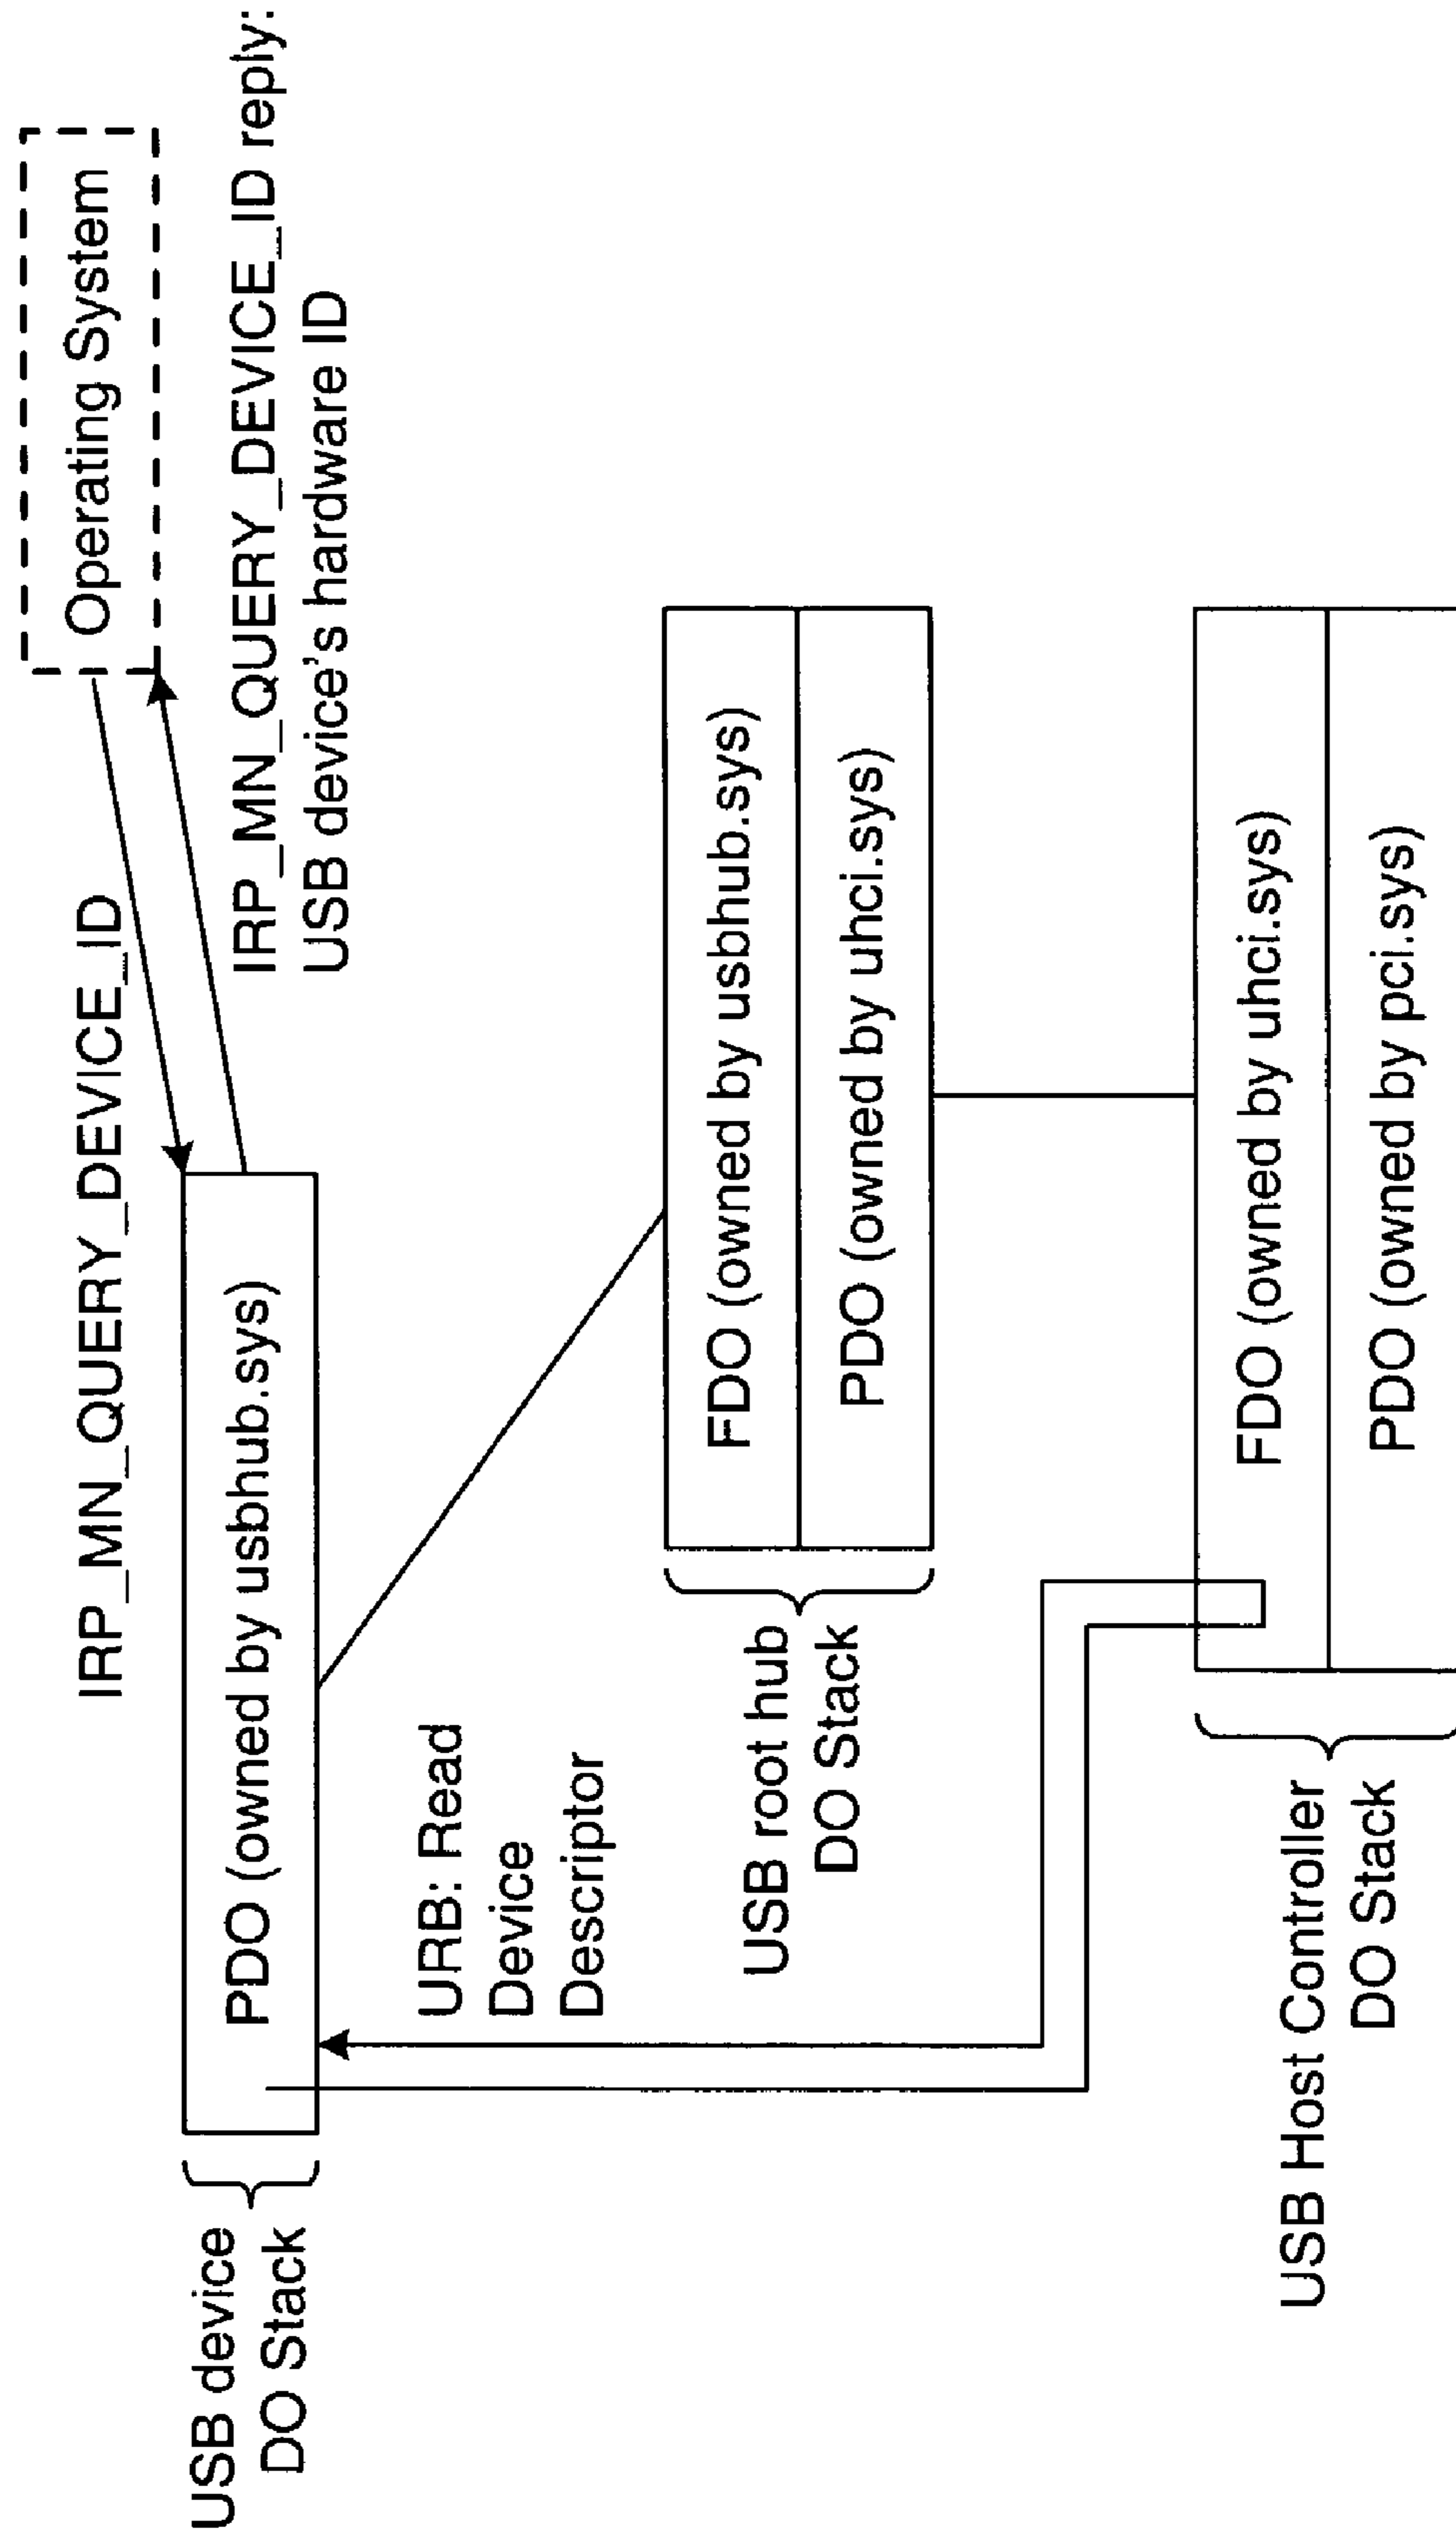 Operating System
IRP_MN_QUERY_DEVICE_ID
IRP_MN_QUERY_DEVICE_ID reply:
USB device's hardware ID
USB device
DO Stack
PDO (owned by usbhub.sys)
URB: Read
Device
Descriptor
USB root hub
DO Stack
FDO (owned by usbhub.sys)
PDO (owned by uhci.sys)
USB Host Controller
DO Stack
FDO (owned by uhci.sys)
PDO (owned by pci.sys)